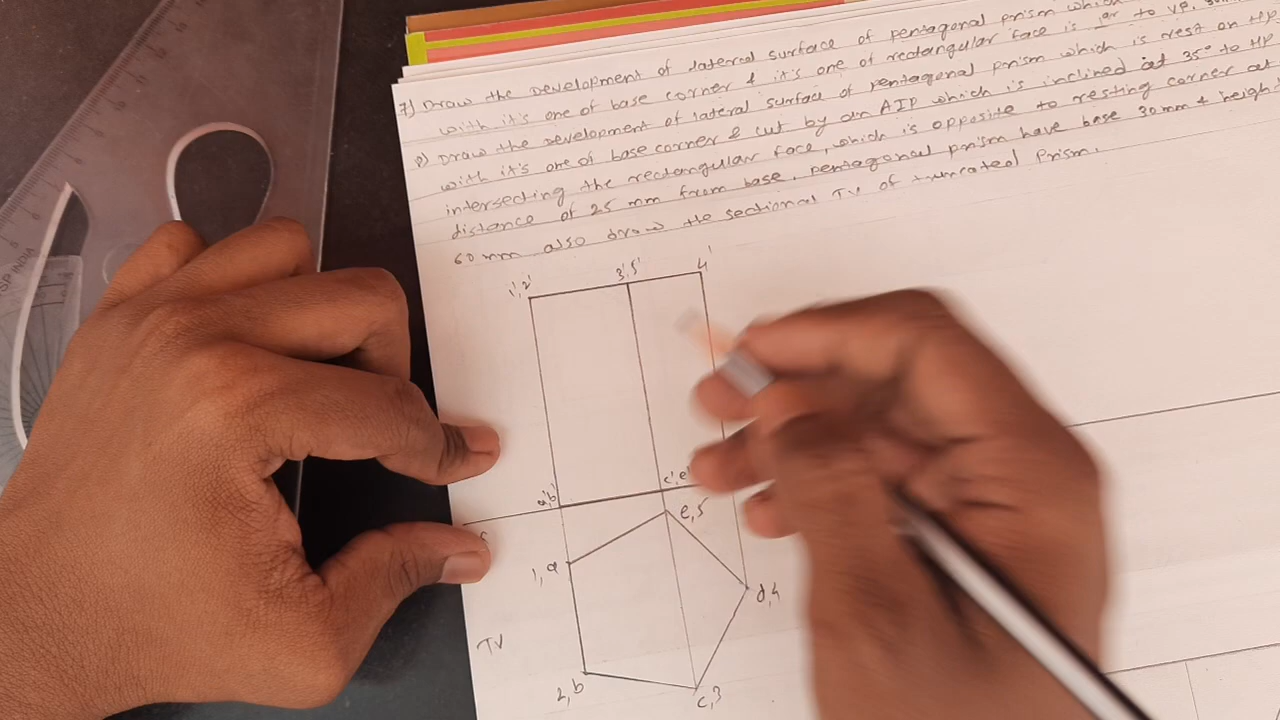 7) Draw the Development of lateral surface of pentagonal prism which
with it's one of base corner & it's one of rectangular face is to VP.
8) Draw the development of lateral surface of pentagonal prism which is rest on HP
with it's one of base corner & cut by an AIP which is inclined at 35° to HP
intersecting the rectangular face, which is opposite to resting corner at
distance of 25 mm from base. pentagonal prism have base 30mm & heigh
60 mm also draw the sectional TV of truncated Prism.
1',2'
3',5'
4'
a'b'
c',e'
e,5
1,a
d,4
TV
2,b
c,3
SP INDIA